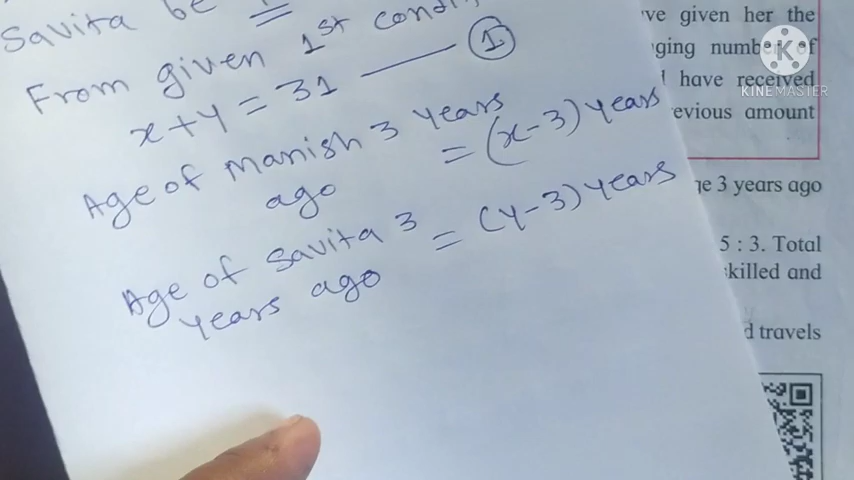 Savita be
From given 1st condi
x+y=31 ——— ①
Age of Manish 3 years
ago = (x-3) years
Age of Savita 3
years ago = (y-3) years
've given her the
ging number of
have received
revious amount
ge 3 years ago
5 : 3. Total
killed and
d travels
KINEMASTER